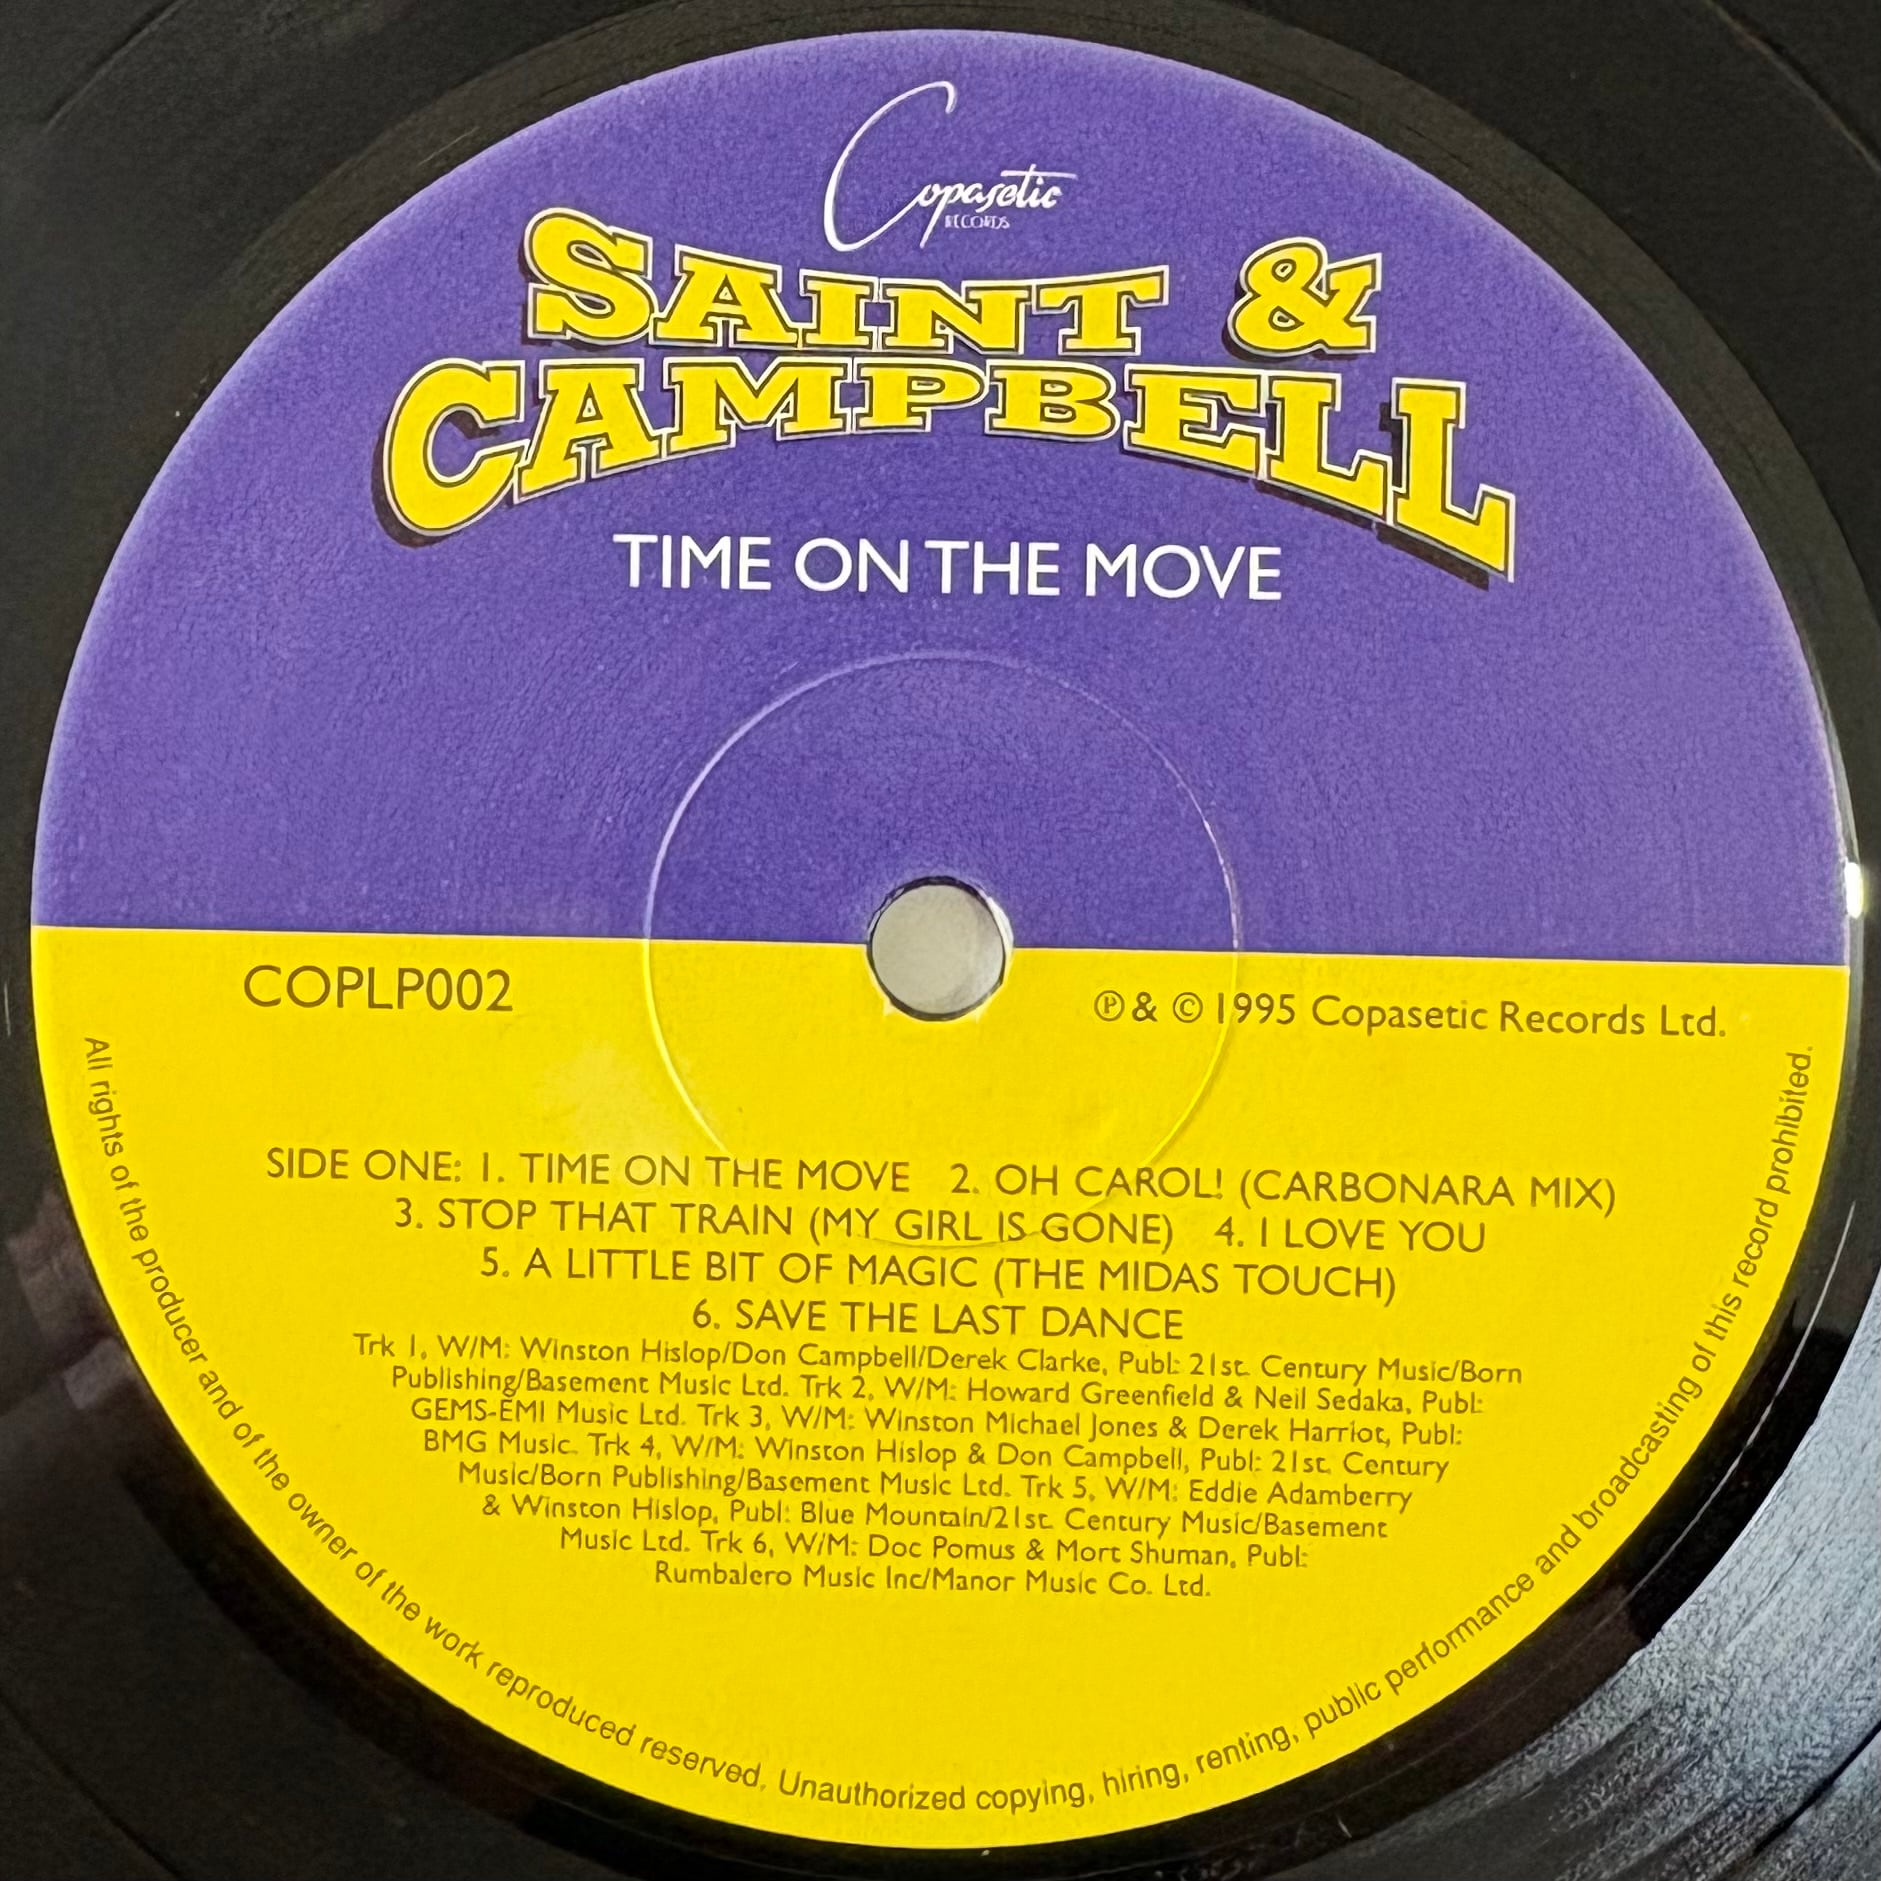 Copasetic
RECORDS
SAINT &
CAMPBELL
TIME ON THE MOVE
COPLP002
℗ & © 1995 Copasetic Records Ltd.
SIDE ONE: 1. TIME ON THE MOVE 2. OH CAROL! (CARBONARA MIX)
3. STOP THAT TRAIN (MY GIRL IS GONE) 4. I LOVE YOU
5. A LITTLE BIT OF MAGIC (THE MIDAS TOUCH)
6. SAVE THE LAST DANCE
Trk 1, W/M: Winston Hislop/Don Campbell/Derek Clarke, Publ: 21st. Century Music/Born
Publishing/Basement Music Ltd. Trk 2, W/M: Howard Greenfield & Neil Sedaka, Publ:
GEMS-EMI Music Ltd. Trk 3, W/M: Winston Michael Jones & Derek Harriot, Publ:
BMG Music. Trk 4, W/M: Winston Hislop & Don Campbell, Publ: 21st. Century
Music/Born Publishing/Basement Music Ltd. Trk 5, W/M: Eddie Adamberry
& Winston Hislop, Publ: Blue Mountain/21st. Century Music/Basement
Music Ltd. Trk 6, W/M: Doc Pomus & Mort Shuman, Publ:
Rumbalero Music Inc/Manor Music Co. Ltd.
All rights of the producer and of the owner of the work reproduced reserved. Unauthorized copying, hiring, renting, public performance and broadcasting of this record prohibited.